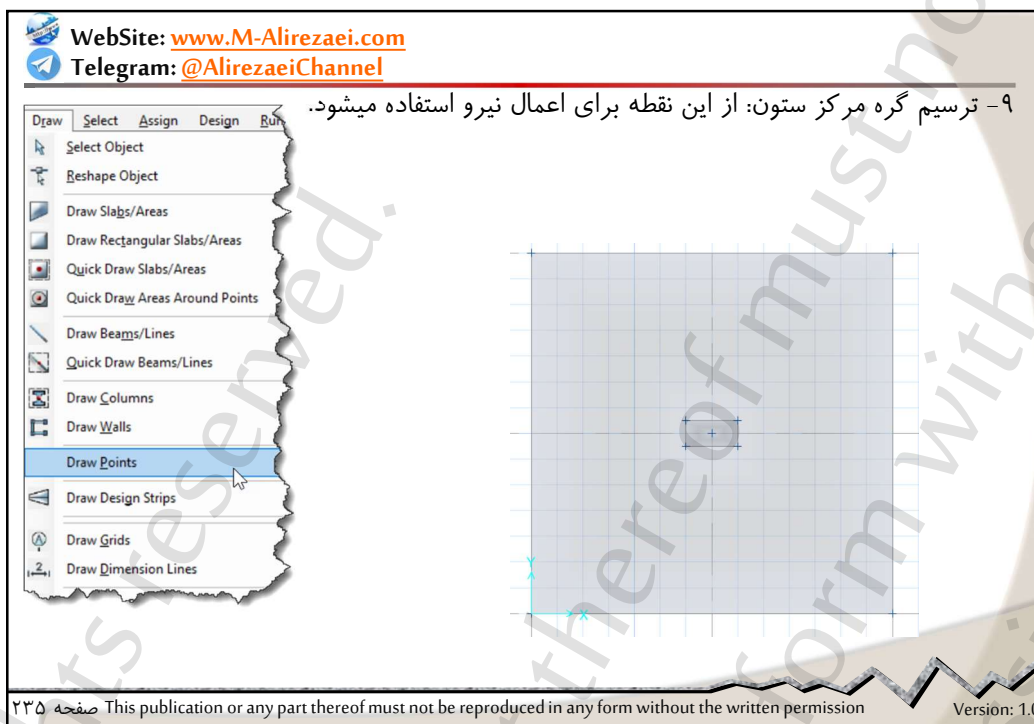 WebSite: www.M-Alirezaei.com
Telegram: @AlirezaeiChannel
۹- ترسیم گره مرکز ستون: از این نقطه برای اعمال نیرو استفاده میشود.
Draw Select Assign Design Run
Select Object
Reshape Object
Draw Slabs/Areas
Draw Rectangular Slabs/Areas
Quick Draw Slabs/Areas
Quick Draw Areas Around Points
Draw Beams/Lines
Quick Draw Beams/Lines
Draw Columns
Draw Walls
Draw Points
Draw Design Strips
Draw Grids
Draw Dimension Lines
Y
X
صفحه ۲۳۵ This publication or any part thereof must not be reproduced in any form without the written permission Version: 1.0